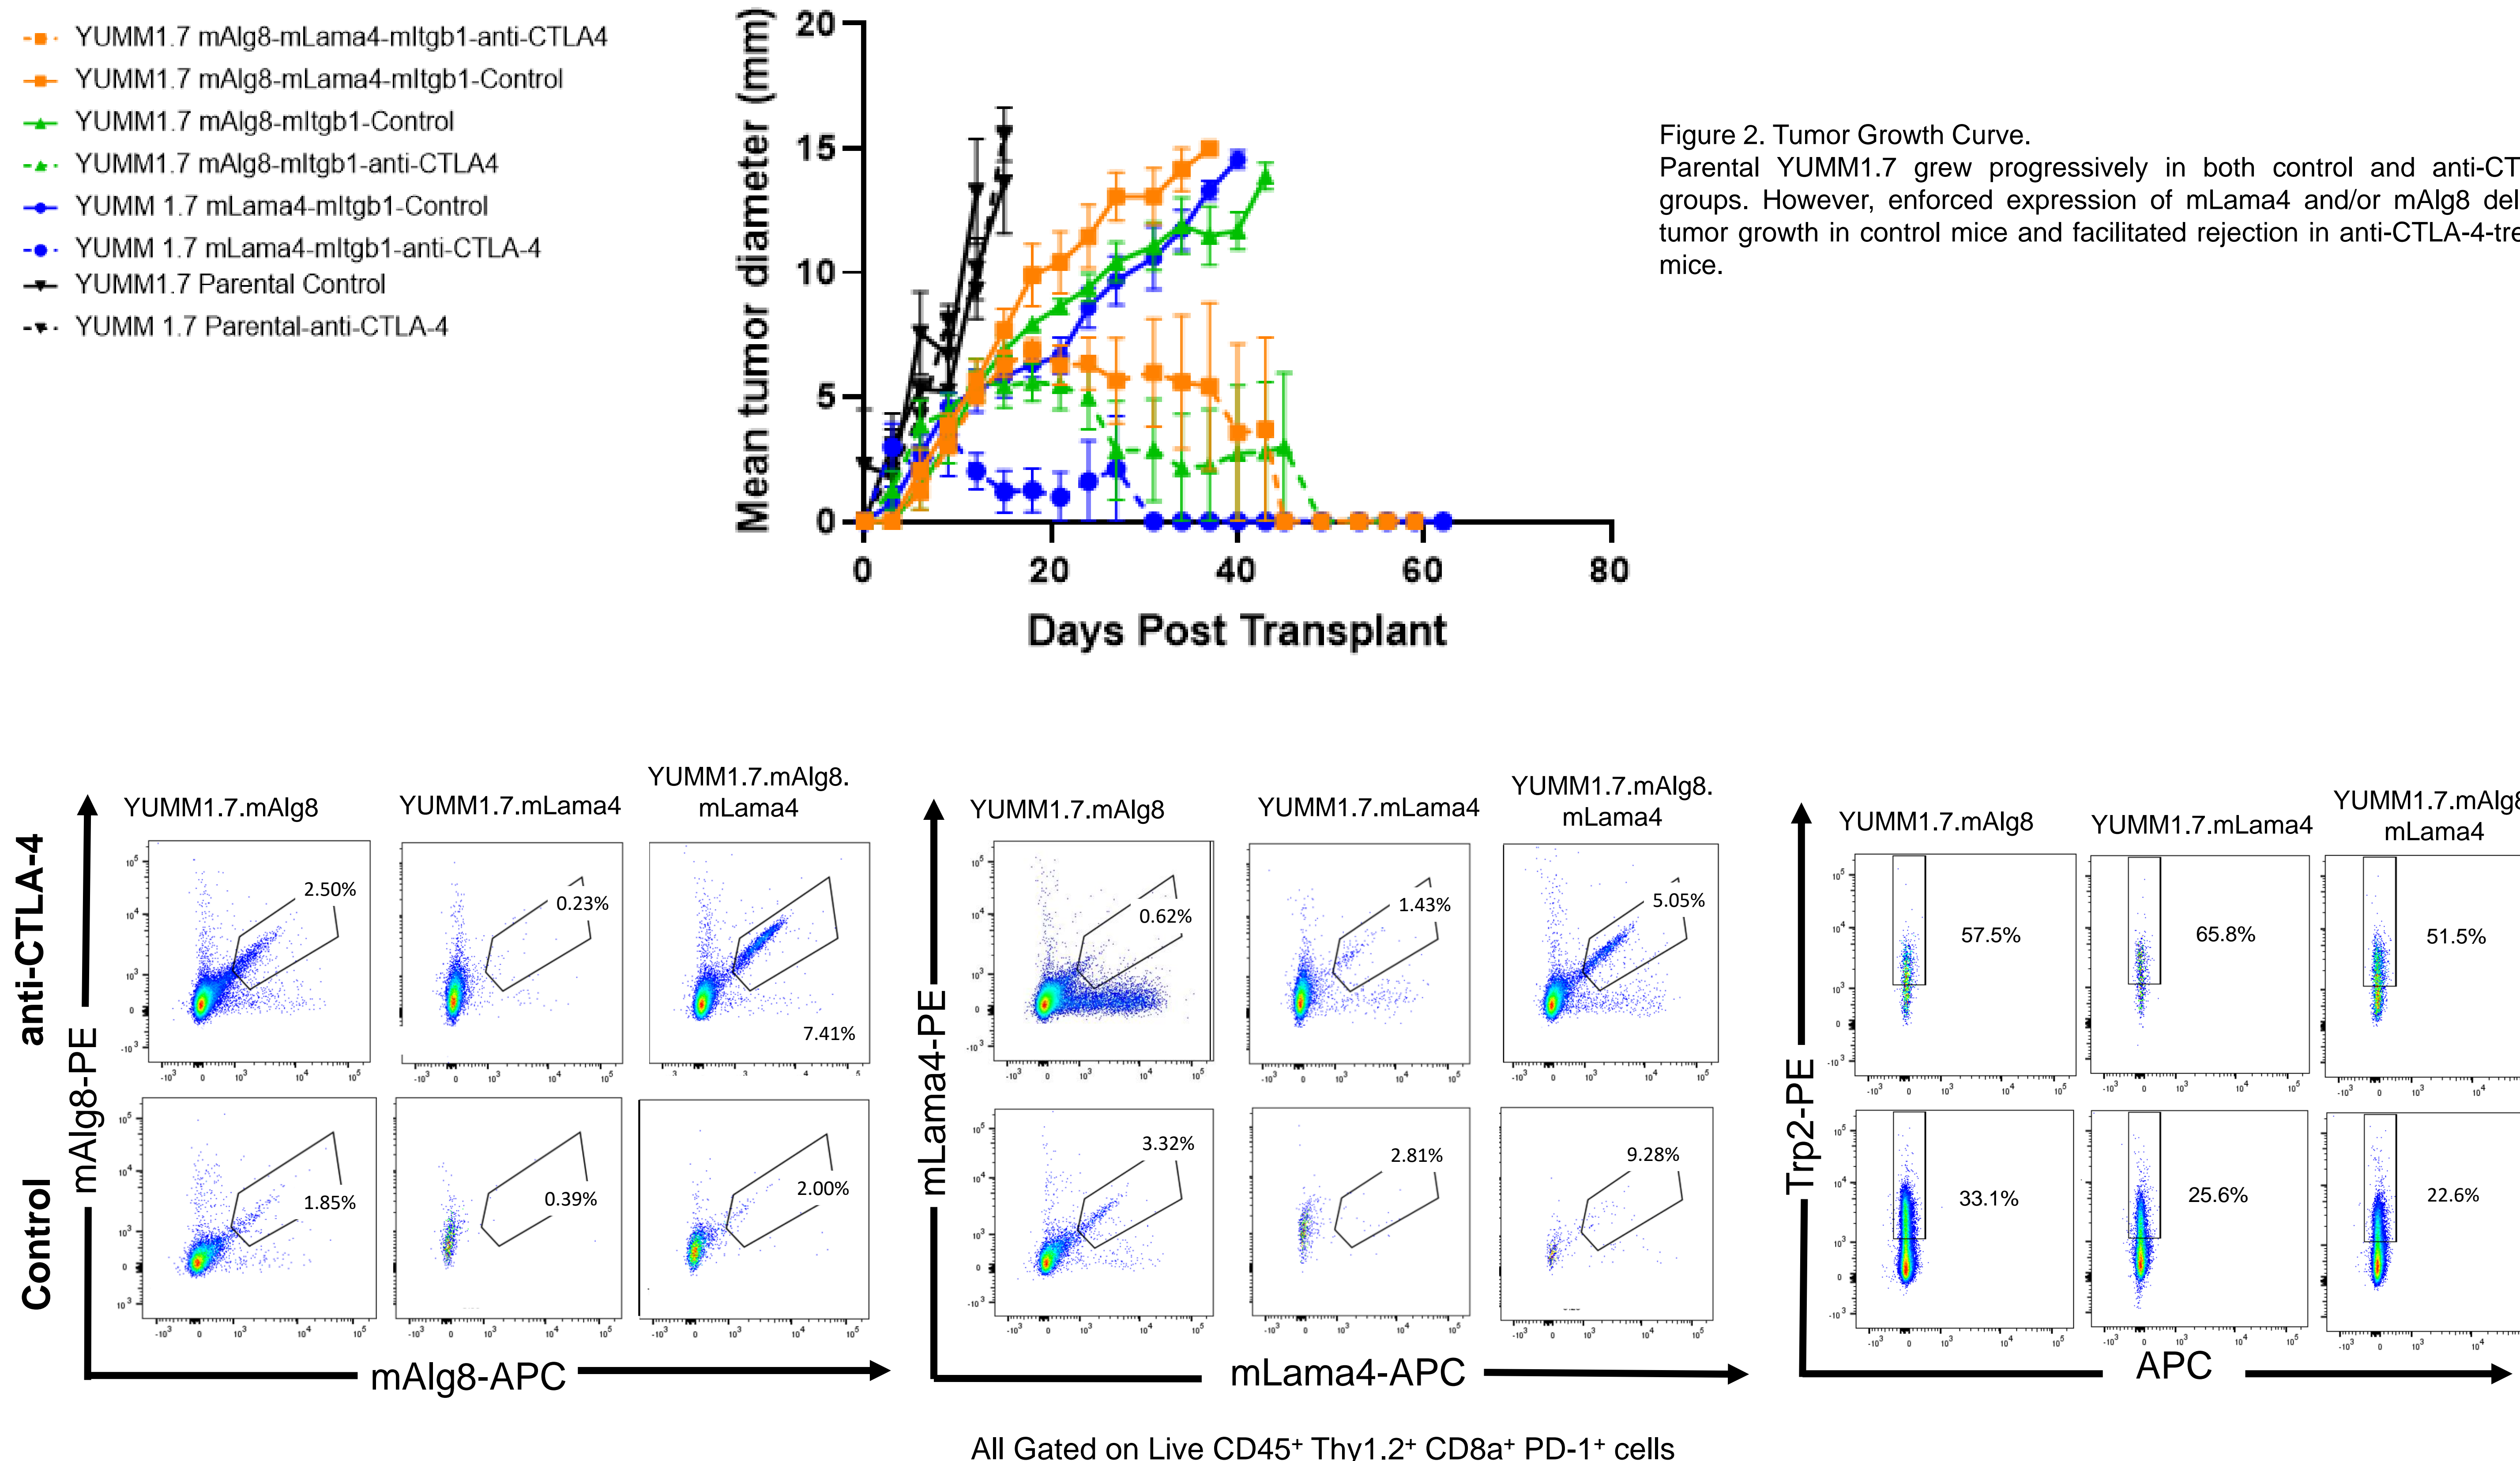 YUMM1.7 mAlg8-mLama4-mItgb1-anti-CTLA4
YUMM1.7 mAlg8-mLama4-mItgb1-Control
YUMM1.7 mAlg8-mItgb1-Control
YUMM1.7 mAlg8-mItgb1-anti-CTLA4
YUMM 1.7 mLama4-mItgb1-Control
YUMM 1.7 mLama4-mItgb1-anti-CTLA-4
YUMM1.7 Parental Control
YUMM 1.7 Parental-anti-CTLA-4
Mean tumor diameter (mm)
20
15
10
5
0
0 20 40 60 80
Days Post Transplant
Figure 2. Tumor Growth Curve.
Parental YUMM1.7 grew progressively in both control and anti-CT
groups. However, enforced expression of mLama4 and/or mAlg8 del
tumor growth in control mice and facilitated rejection in anti-CTLA-4-tre
mice.
anti-CTLA-4
Control
mAlg8-PE
YUMM1.7.mAlg8
YUMM1.7.mLama4
YUMM1.7.mAlg8.
mLama4
2.50%
0.23%
7.41%
1.85%
0.39%
2.00%
mAlg8-APC
mLama4-PE
YUMM1.7.mAlg8
YUMM1.7.mLama4
YUMM1.7.mAlg8.
mLama4
0.62%
1.43%
5.05%
3.32%
2.81%
9.28%
mLama4-APC
Trp2-PE
YUMM1.7.mAlg8
YUMM1.7.mLama4
YUMM1.7.mAlg8
mLama4
57.5%
65.8%
51.5%
33.1%
25.6%
22.6%
APC
All Gated on Live CD45⁺ Thy1.2⁺ CD8a⁺ PD-1⁺ cells